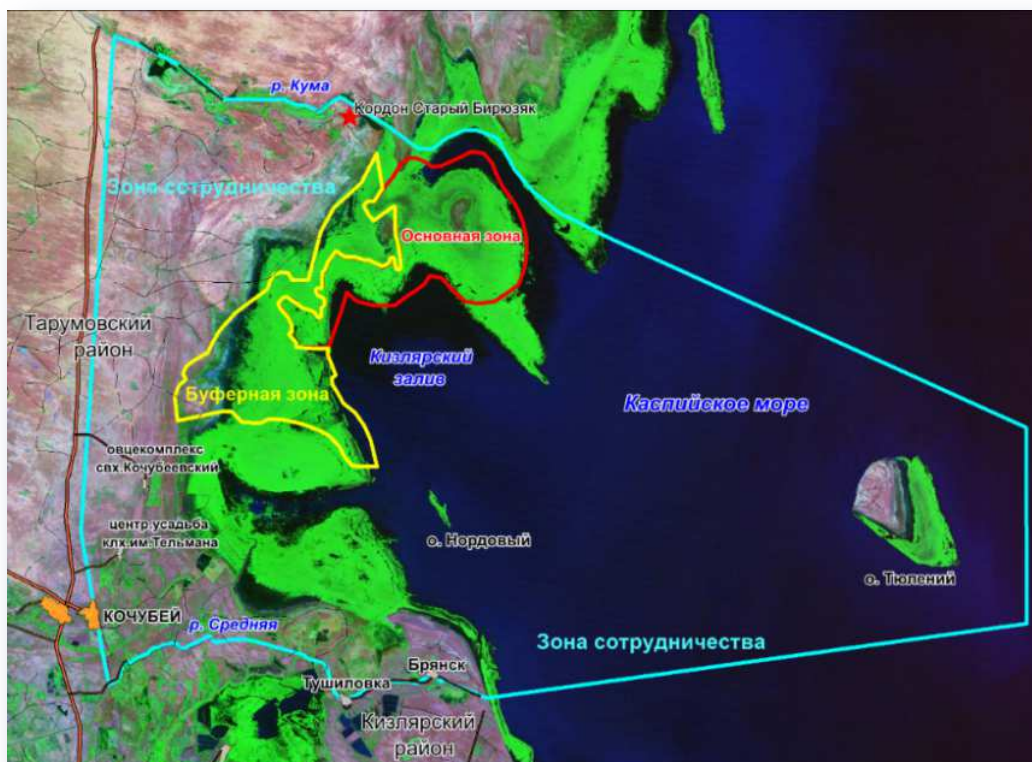 р. Кума
Кордон Старый Бирюзяк
Зона сотрудничества
Основная зона
Тарумовский
район
Кизлярский
залив
Буферная зона
Каспийское море
овцекомплекс
свх.Кочубеевский
центр.усадьба
клх.им.Тельмана
о. Нордовый
о. Тюлений
КОЧУБЕЙ
р. Средняя
Зона сотрудничества
Брянск
Тушиловка
Кизлярский
район